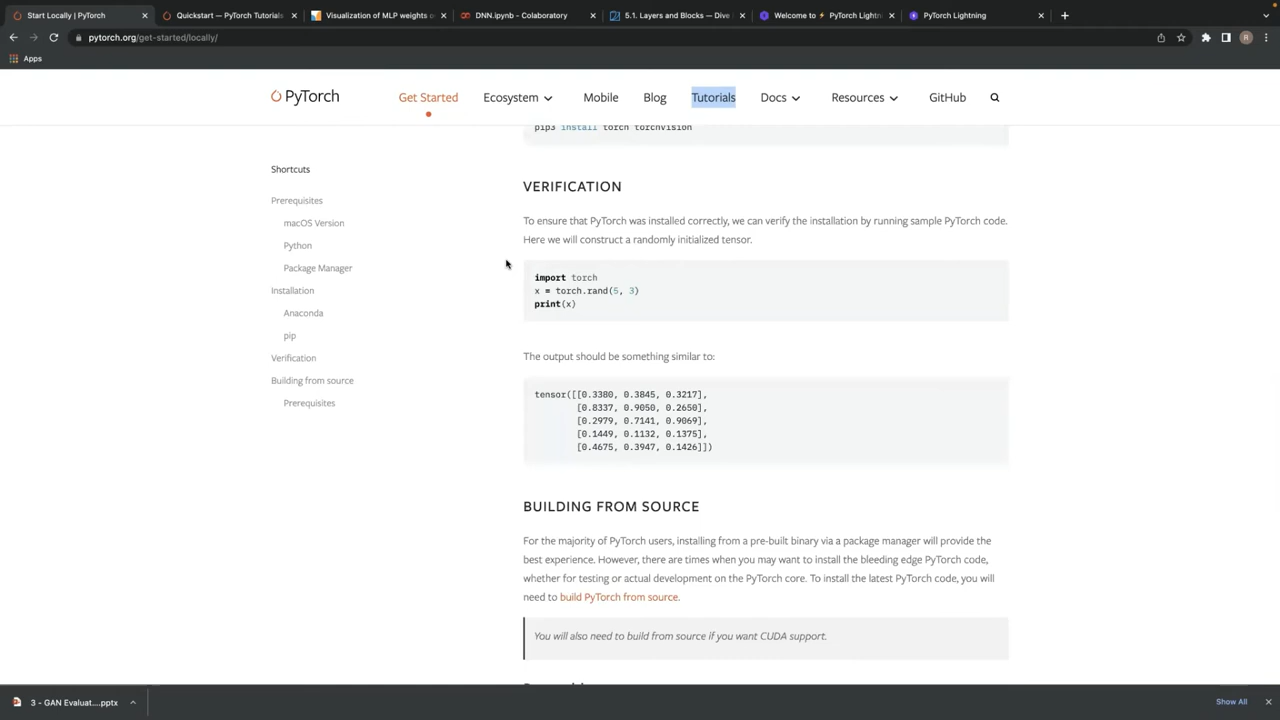 Start Locally | PyTorch
Quickstart — PyTorch Tutorials
Visualization of MLP weights o
DNN.ipynb - Colaboratory
5.1. Layers and Blocks — Dive
Welcome to ⚡ PyTorch Lightn
PyTorch Lightning
pytorch.org/get-started/locally/
R
Apps
PyTorch
Get Started
Ecosystem
Mobile
Blog
Tutorials
Docs
Resources
GitHub
pip3 install torch torchvision
Shortcuts
Prerequisites
macOS Version
Python
Package Manager
Installation
Anaconda
pip
Verification
Building from source
Prerequisites
VERIFICATION
To ensure that PyTorch was installed correctly, we can verify the installation by running sample PyTorch code.
Here we will construct a randomly initialized tensor.
import torch
x = torch.rand(5, 3)
print(x)
The output should be something similar to:
tensor([[0.3380, 0.3845, 0.3217],
[0.8337, 0.9050, 0.2650],
[0.2979, 0.7141, 0.9069],
[0.1449, 0.1132, 0.1375],
[0.4675, 0.3947, 0.1426]])
BUILDING FROM SOURCE
For the majority of PyTorch users, installing from a pre-built binary via a package manager will provide the
best experience. However, there are times when you may want to install the bleeding edge PyTorch code,
whether for testing or actual development on the PyTorch core. To install the latest PyTorch code, you will
need to build PyTorch from source.
You will also need to build from source if you want CUDA support.
3 - GAN Evaluat....pptx
Show All